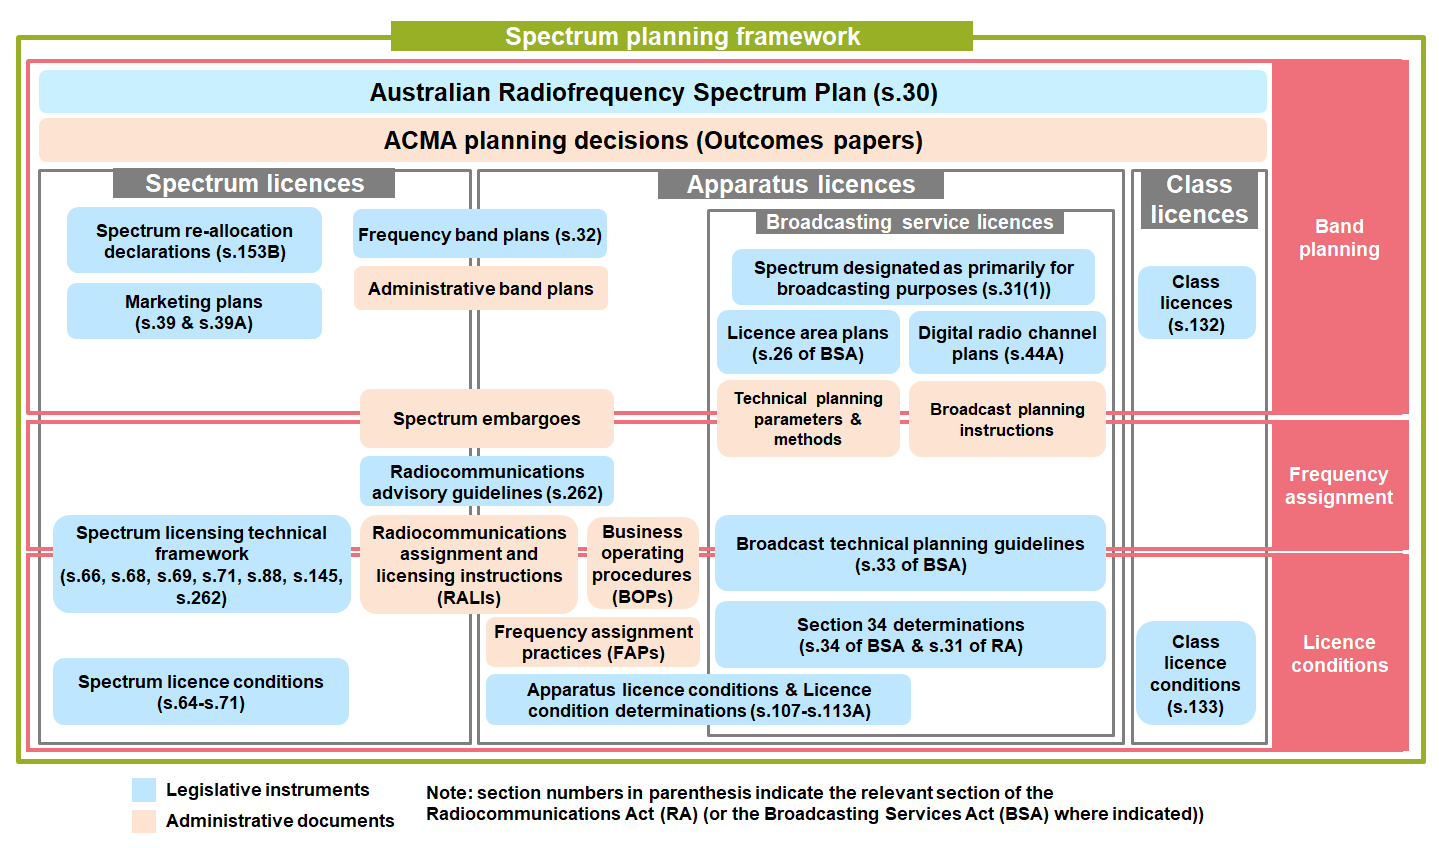 Spectrum planning framework
Australian Radiofrequency Spectrum Plan (s.30)
ACMA planning decisions (Outcomes papers)
Spectrum licences
Apparatus licences
Class
licences
Band
planning
Broadcasting service licences
Spectrum re-allocation
declarations (s.153B)
Frequency band plans (s.32)
Marketing plans
(s.39 & s.39A)
Administrative band plans
Spectrum designated as primarily for
broadcasting purposes (s.31(1))
Class
licences
(s.132)
Licence area plans
(s.26 of BSA)
Digital radio channel
plans (s.44A)
Spectrum embargoes
Technical planning
parameters &
methods
Broadcast planning
instructions
Frequency
assignment
Radiocommunications
advisory guidelines (s.262)
Spectrum licensing technical
framework
(s.66, s.68, s.69, s.71, s.88, s.145,
s.262)
Radiocommunications
assignment and
licensing instructions
(RALIs)
Business
operating
procedures
(BOPs)
Broadcast technical planning guidelines
(s.33 of BSA)
Frequency assignment
practices (FAPs)
Section 34 determinations
(s.34 of BSA & s.31 of RA)
Class
licence
conditions
(s.133)
Licence
conditions
Spectrum licence conditions
(s.64-s.71)
Apparatus licence conditions & Licence
condition determinations (s.107-s.113A)
Legislative instruments
Administrative documents
Note: section numbers in parenthesis indicate the relevant section of the
Radiocommunications Act (RA) (or the Broadcasting Services Act (BSA) where indicated))